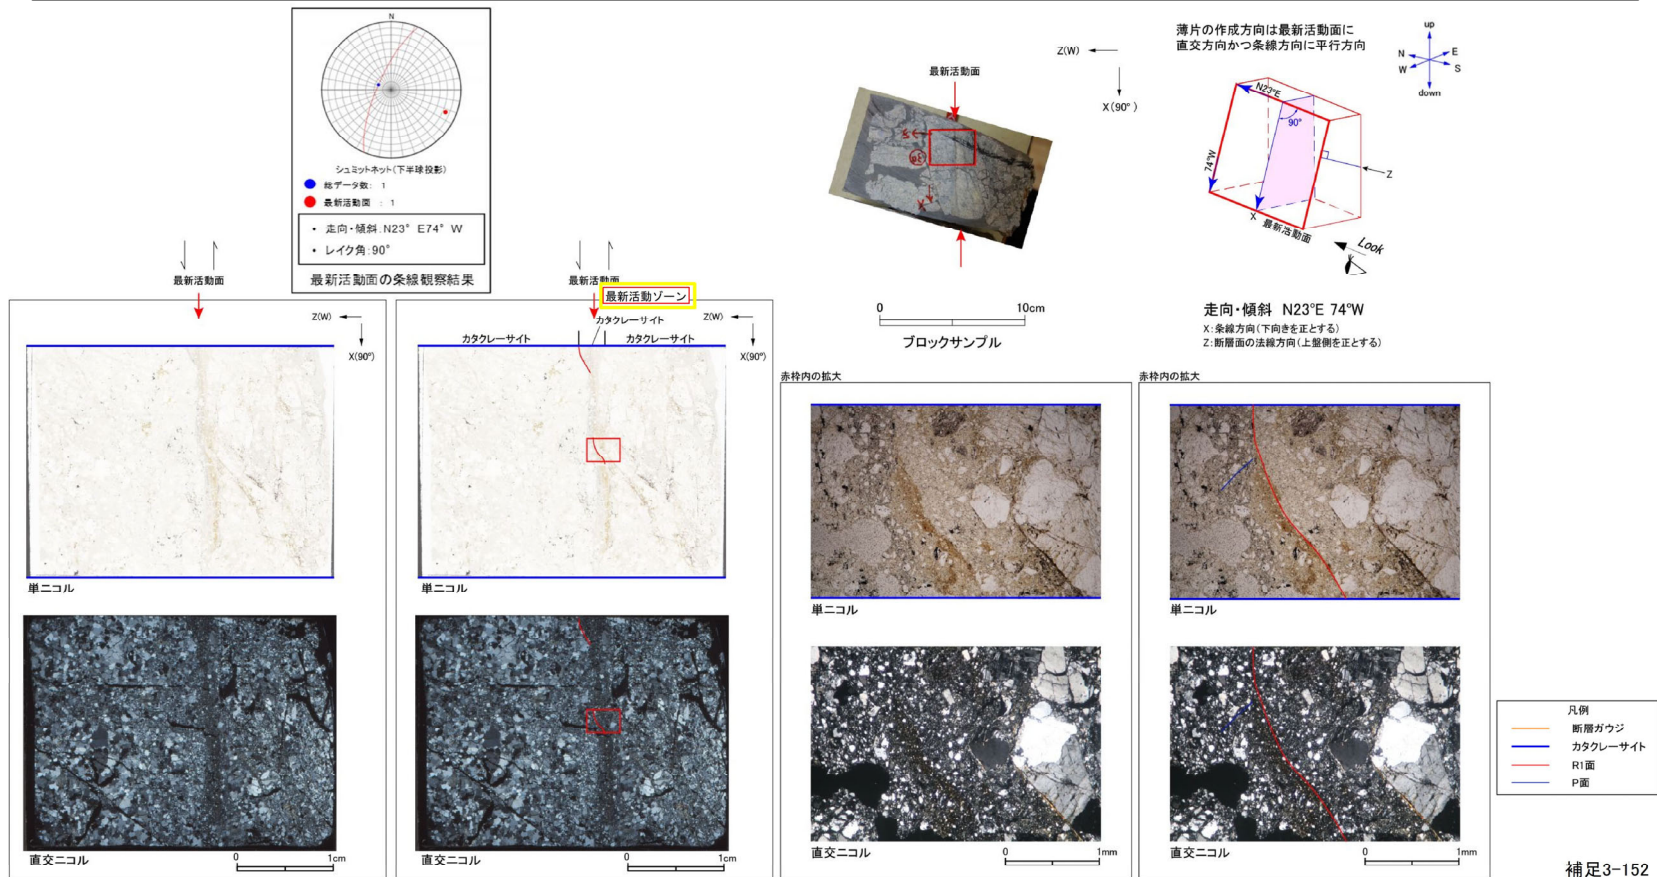 N
シュミットネット(下半球投影)
総データ数: 1
最新活動面 : 1
・ 走向・傾斜:N23° E74° W
・ レイク角:90°
最新活動面の条線観察結果
最新活動面
Z(W)
X(90°)
単ニコル
直交ニコル
0 1cm
最新活動面
最新活動ゾーン
カタクレーサイト
カタクレーサイト
カタクレーサイト
Z(W)
X(90°)
単ニコル
直交ニコル
0 1cm
Z(W)
X(90°)
最新活動面
0 10cm
ブロックサンプル
薄片の作成方向は最新活動面に
直交方向かつ条線方向に平行方向
up
N E
W S
down
N23°E
90°
74°W
Z
X 最新活動面
Look
走向・傾斜 N23°E 74°W
X:条線方向(下向きを正とする)
Z:断層面の法線方向(上盤側を正とする)
赤枠内の拡大
単ニコル
直交ニコル
0 1mm
赤枠内の拡大
単ニコル
直交ニコル
0 1mm
凡例
断層ガウジ
カタクレーサイト
R1面
P面
補足3-152